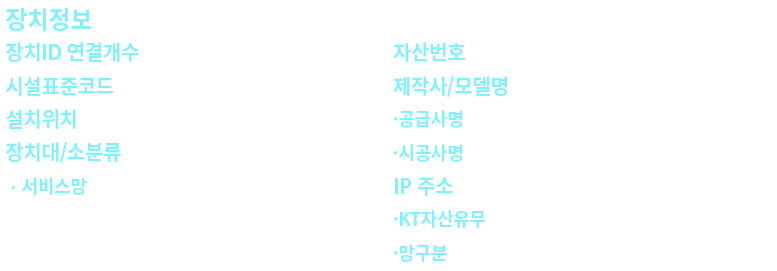 장치정보
장치ID 연결개수
자산번호
시설표준코드
제작사/모델명
설치위치
·공급사명
장치대/소분류
·시공사명
· 서비스망
IP 주소
·KT자산유무
·망구분